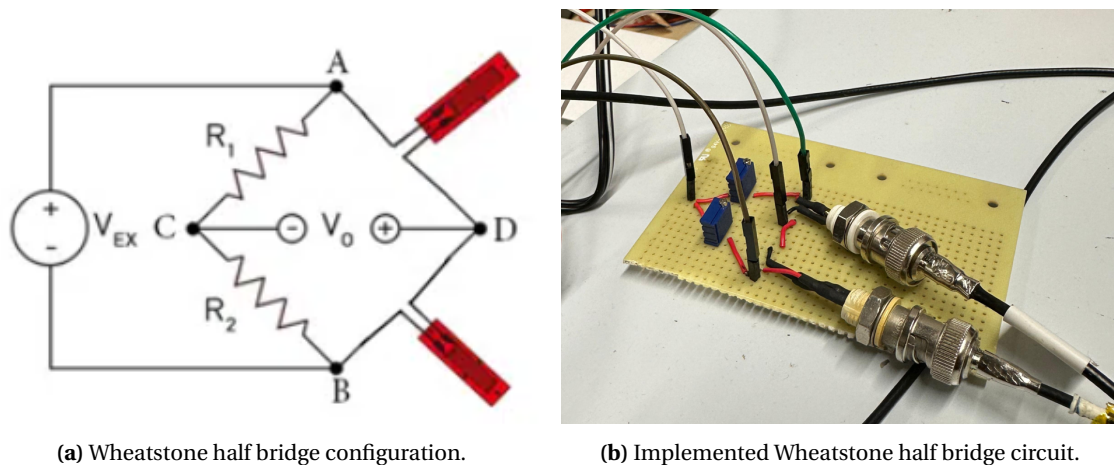 A
R1
+
-
VEX
C
-
V0
+
D
R2
B
(a) Wheatstone half bridge configuration.
(b) Implemented Wheatstone half bridge circuit.